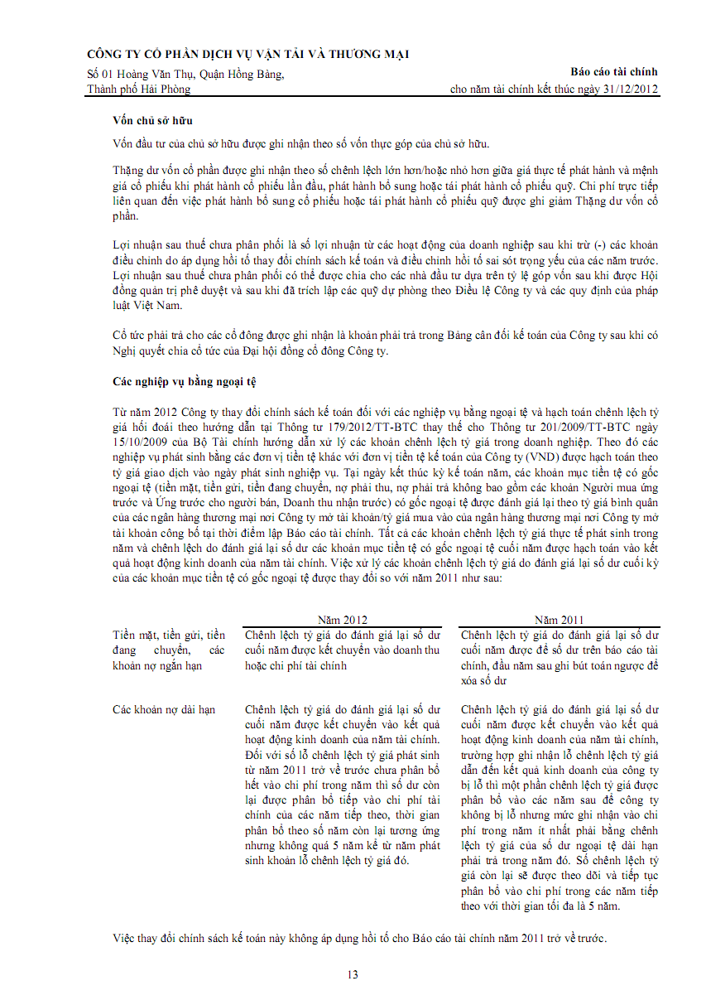 CÔNG TY CỔ PHẦN DỊCH VỤ VẬN TẢI VÀ THƯƠNG MẠI
Số 01 Hoàng Văn Thụ, Quận Hồng Bàng,
Báo cáo tài chính
Thành phố Hải Phòng
cho năm tài chính kết thúc ngày 31/12/2012
Vốn chủ sở hữu
Vốn đầu tư của chủ sở hữu được ghi nhận theo số vốn thực góp của chủ sở hữu.
Thặng dư vốn cổ phần được ghi nhận theo số chênh lệch lớn hơn/hoặc nhỏ hơn giữa giá thực tế phát hành và mệnh
giá cổ phiếu khi phát hành cổ phiếu lần đầu, phát hành bổ sung hoặc tái phát hành cổ phiếu quỹ. Chi phí trực tiếp
liên quan đến việc phát hành bổ sung cổ phiếu hoặc tái phát hành cổ phiếu quỹ được ghi giảm Thặng dư vốn cổ
phần.
Lợi nhuận sau thuế chưa phân phối là số lợi nhuận từ các hoạt động của doanh nghiệp sau khi trừ (-) các khoản
điều chỉnh do áp dụng hồi tố thay đổi chính sách kế toán và điều chỉnh hồi tố sai sót trọng yếu của các năm trước.
Lợi nhuận sau thuế chưa phân phối có thể được chia cho các nhà đầu tư dựa trên tỷ lệ góp vốn sau khi được Hội
đồng quản trị phê duyệt và sau khi đã trích lập các quỹ dự phòng theo Điều lệ Công ty và các quy định của pháp
luật Việt Nam.
Cổ tức phải trả cho các cổ đông được ghi nhận là khoản phải trả trong Bảng cân đối kế toán của Công ty sau khi có
Nghị quyết chia cổ tức của Đại hội đồng cổ đông Công ty.
Các nghiệp vụ bằng ngoại tệ
Từ năm 2012 Công ty thay đổi chính sách kế toán đối với các nghiệp vụ bằng ngoại tệ và hạch toán chênh lệch tỷ
giá hối đoái theo hướng dẫn tại Thông tư 179/2012/TT-BTC thay thế cho Thông tư 201/2009/TT-BTC ngày
15/10/2009 của Bộ Tài chính hướng dẫn xử lý các khoản chênh lệch tỷ giá trong doanh nghiệp. Theo đó các
nghiệp vụ phát sinh bằng các đơn vị tiền tệ khác với đơn vị tiền tệ kế toán của Công ty (VND) được hạch toán theo
tỷ giá giao dịch vào ngày phát sinh nghiệp vụ. Tại ngày kết thúc kỳ kế toán năm, các khoản mục tiền tệ có gốc
ngoại tệ (tiền mặt, tiền gửi, tiền đang chuyển, nợ phải thu, nợ phải trả không bao gồm các khoản Người mua ứng
trước và Ứng trước cho người bán, Doanh thu nhận trước) có gốc ngoại tệ được đánh giá lại theo tỷ giá bình quân
của các ngân hàng thương mại nơi Công ty mở tài khoản/tỷ giá mua vào của ngân hàng thương mại nơi Công ty mở
tài khoản công bố tại thời điểm lập Báo cáo tài chính. Tất cả các khoản chênh lệch tỷ giá thực tế phát sinh trong
năm và chênh lệch do đánh giá lại số dư các khoản mục tiền tệ có gốc ngoại tệ cuối năm được hạch toán vào kết
quả hoạt động kinh doanh của năm tài chính. Việc xử lý các khoản chênh lệch tỷ giá do đánh giá lại số dư cuối kỳ
của các khoản mục tiền tệ có gốc ngoại tệ được thay đổi so với năm 2011 như sau:
Năm 2012
Năm 2011
Tiền mặt, tiền gửi, tiền
đang chuyển, các
khoản nợ ngắn hạn
Chênh lệch tỷ giá do đánh giá lại số dư
cuối năm được kết chuyển vào doanh thu
hoặc chi phí tài chính
Chênh lệch tỷ giá do đánh giá lại số dư
cuối năm được để số dư trên báo cáo tài
chính, đầu năm sau ghi bút toán ngược để
xóa số dư
Các khoản nợ dài hạn
Chênh lệch tỷ giá do đánh giá lại số dư
cuối năm được kết chuyển vào kết quả
hoạt động kinh doanh của năm tài chính.
Đối với số lỗ chênh lệch tỷ giá phát sinh
từ năm 2011 trở về trước chưa phân bổ
hết vào chi phí trong năm thì số dư còn
lại được phân bổ tiếp vào chi phí tài
chính của các năm tiếp theo, thời gian
phân bổ theo số năm còn lại tương ứng
nhưng không quá 5 năm kể từ năm phát
sinh khoản lỗ chênh lệch tỷ giá đó.
Chênh lệch tỷ giá do đánh giá lại số dư
cuối năm được kết chuyển vào kết quả
hoạt động kinh doanh của năm tài chính,
trường hợp ghi nhận lỗ chênh lệch tỷ giá
dẫn đến kết quả kinh doanh của công ty
bị lỗ thì một phần chênh lệch tỷ giá được
phân bổ vào các năm sau để công ty
không bị lỗ nhưng mức ghi nhận vào chi
phí trong năm ít nhất phải bằng chênh
lệch tỷ giá của số dư ngoại tệ dài hạn
phải trả trong năm đó. Số chênh lệch tỷ
giá còn lại sẽ được theo dõi và tiếp tục
phân bổ vào chi phí trong các năm tiếp
theo với thời gian tối đa là 5 năm.
Việc thay đổi chính sách kế toán này không áp dụng hồi tố cho Báo cáo tài chính năm 2011 trở về trước.
13